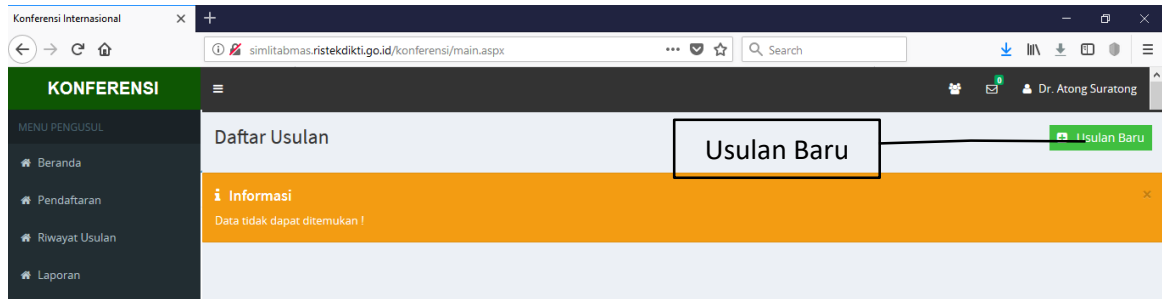 Konferensi Internasional
simlitabmas.ristekdikti.go.id/konferensi/main.aspx
Search
KONFERENSI
0
Dr. Atong Suratong
MENU PENGUSUL
Daftar Usulan
Usulan Baru
Usulan Baru
Beranda
Informasi
Data tidak dapat ditemukan !
Pendaftaran
Riwayat Usulan
Laporan